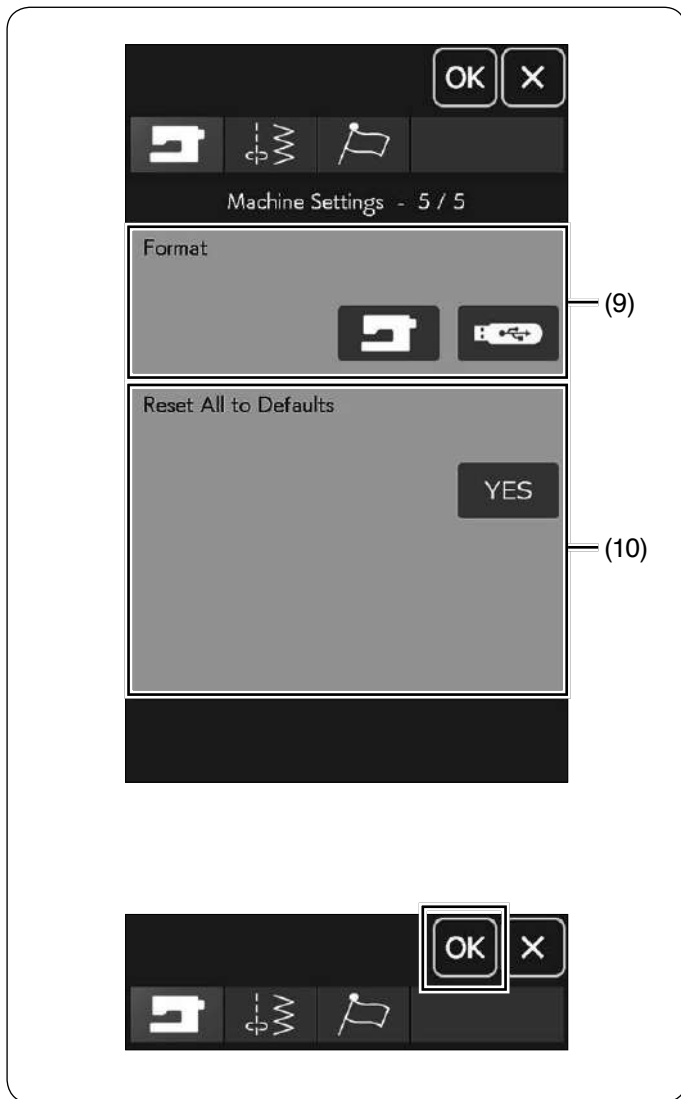 OK
Machine Settings - 5 / 5
Format
(9)
Reset All to Defaults
YES
(10)
OK